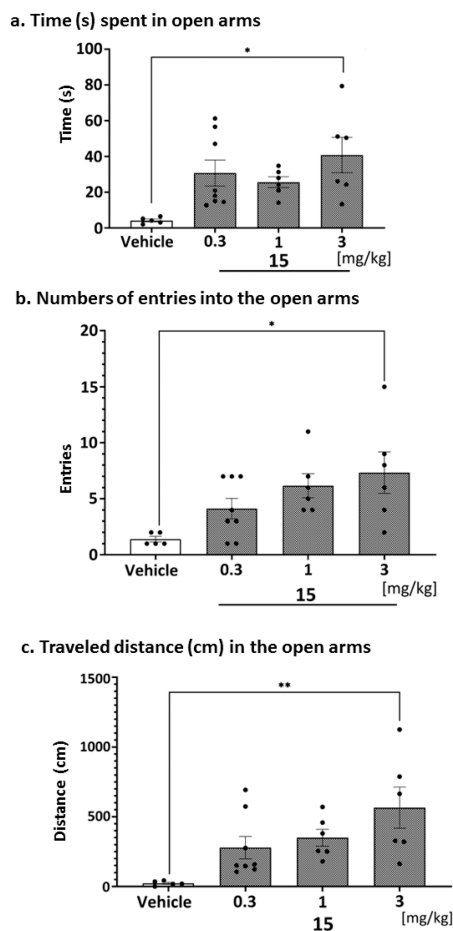 a. Time (s) spent in open arms
100
*
80
60
40
20
0
Time (s)
Vehicle 0.3 1 3
15 [mg/kg]
b. Numbers of entries into the open arms
20
*
15
10
5
0
Entries
Vehicle 0.3 1 3
15 [mg/kg]
c. Traveled distance (cm) in the open arms
1500
**
1000
500
0
Distance (cm)
Vehicle 0.3 1 3
15 [mg/kg]